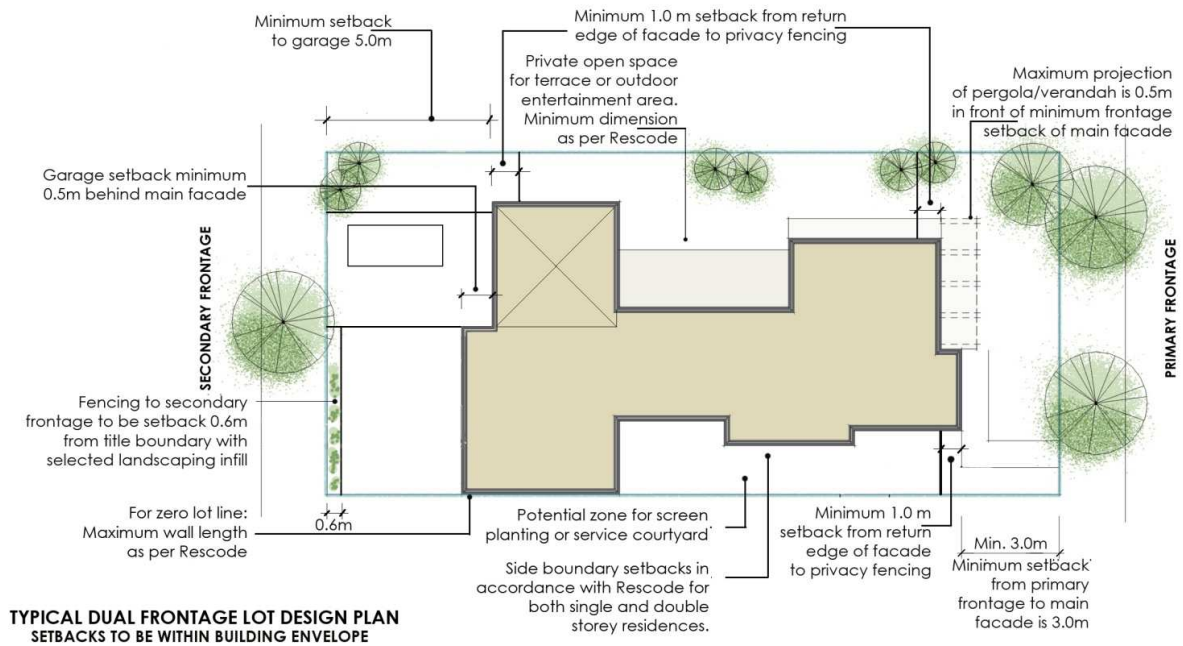 Minimum setback
to garage 5.0m
Minimum 1.0 m setback from return
edge of facade to privacy fencing
Private open space
for terrace or outdoor
entertainment area.
Minimum dimension
as per Rescode
Maximum projection
of pergola/verandah is 0.5m
in front of minimum frontage
setback of main facade
Garage setback minimum
0.5m behind main facade
SECONDARY FRONTAGE
PRIMARY FRONTAGE
Fencing to secondary
frontage to be setback 0.6m
from title boundary with
selected landscaping infill
For zero lot line:
Maximum wall length
as per Rescode
0.6m
Potential zone for screen
planting or service courtyard
Side boundary setbacks in
accordance with Rescode for
both single and double
storey residences.
Minimum 1.0 m
setback from return
edge of facade
to privacy fencing
Min. 3.0m
Minimum setback
from primary
frontage to main
facade is 3.0m
TYPICAL DUAL FRONTAGE LOT DESIGN PLAN
SETBACKS TO BE WITHIN BUILDING ENVELOPE